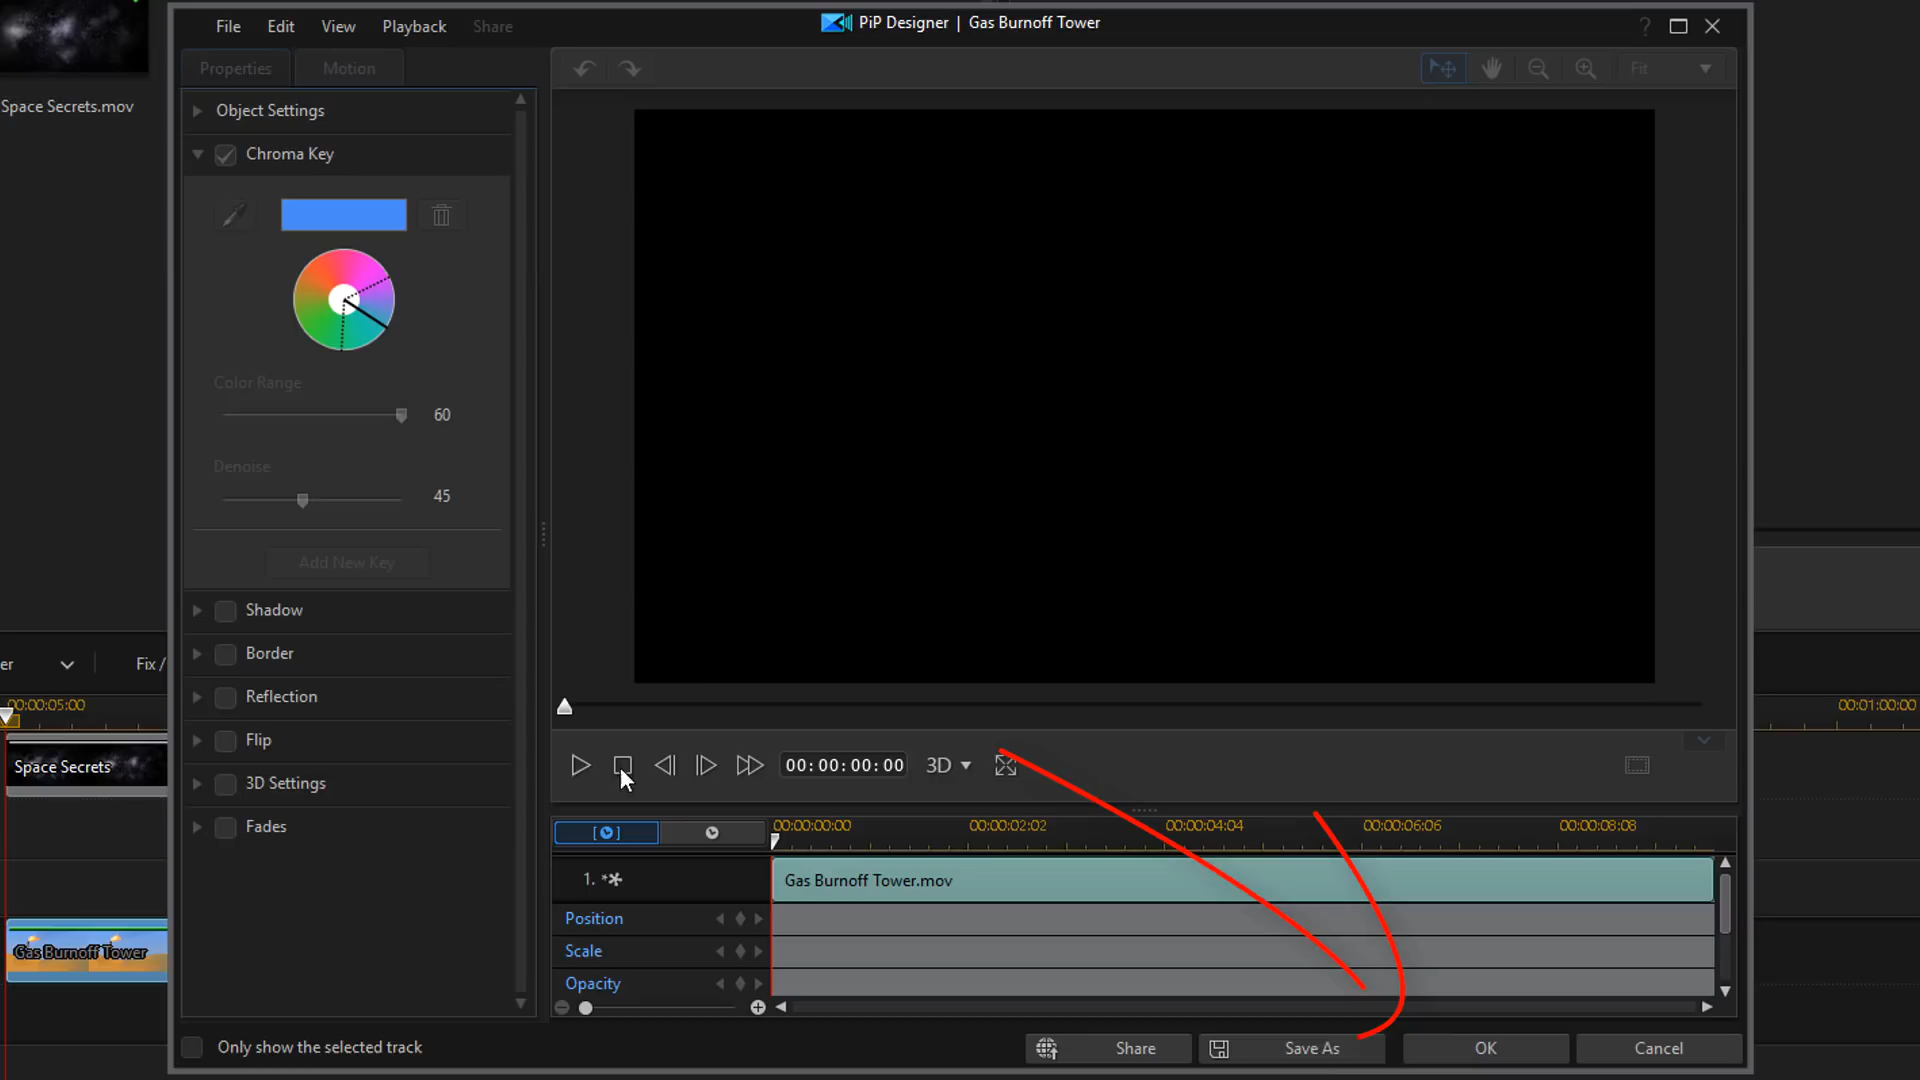 File Edit View Playback Share
PiP Designer | Gas Burnoff Tower
?
Space Secrets.mov
Properties Motion
Fit
Object Settings
Chroma Key
Color Range
60
Denoise
45
Add New Key
Shadow
Border
Reflection
Flip
3D Settings
Fades
er Fix /
00:00:05:00
00:01:00:00
Space Secrets
Gas Burnoff Tower
00:00:00:00 3D
00:00:00:00 00:00:02:02 00:00:04:04 00:00:06:06 00:00:08:08
1. Gas Burnoff Tower.mov
Position
Scale
Opacity
Only show the selected track
Share Save As OK Cancel